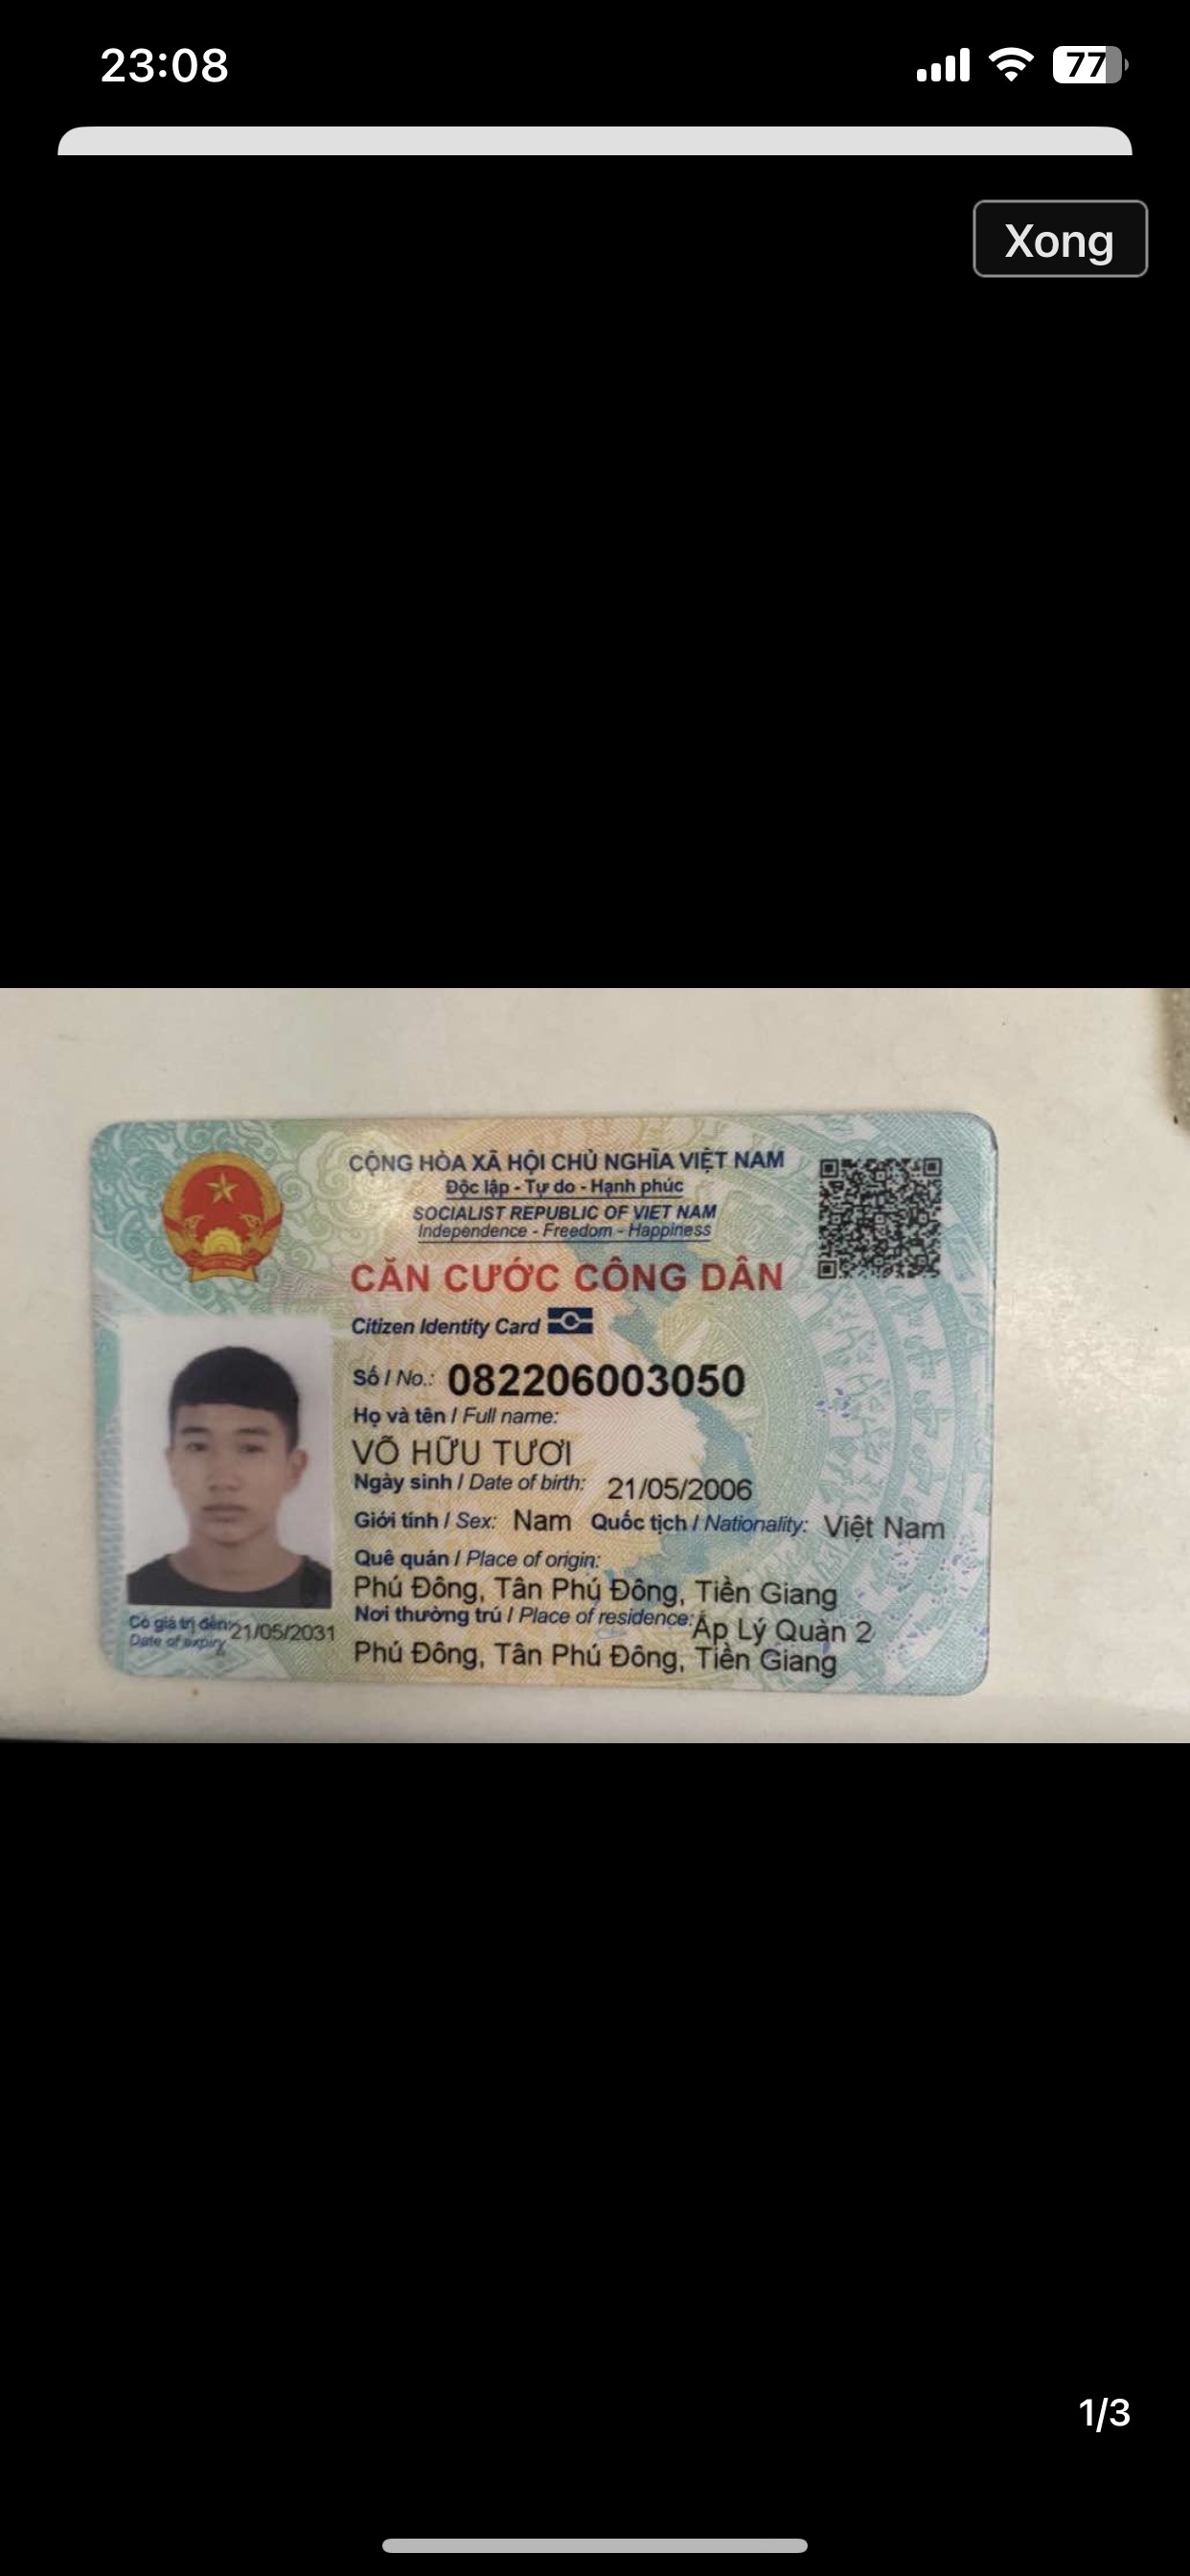 23:08
77
Xong
CỘNG HÒA XÃ HỘI CHỦ NGHĨA VIỆT NAM
Độc lập - Tự do - Hạnh phúc
SOCIALIST REPUBLIC OF VIET NAM
Independence - Freedom - Happiness
CĂN CƯỚC CÔNG DÂN
Citizen Identity Card
Số / No.: 082206003050
Họ và tên / Full name:
VÕ HỮU TƯƠI
Ngày sinh / Date of birth: 21/05/2006
Giới tính / Sex: Nam Quốc tịch / Nationality: Việt Nam
Quê quán / Place of origin:
Phú Đông, Tân Phú Đông, Tiền Giang
Nơi thường trú / Place of residence: Ấp Lý Quàn 2
Phú Đông, Tân Phú Đông, Tiền Giang
Có giá trị đến: 21/05/2031
Date of expiry
1/3